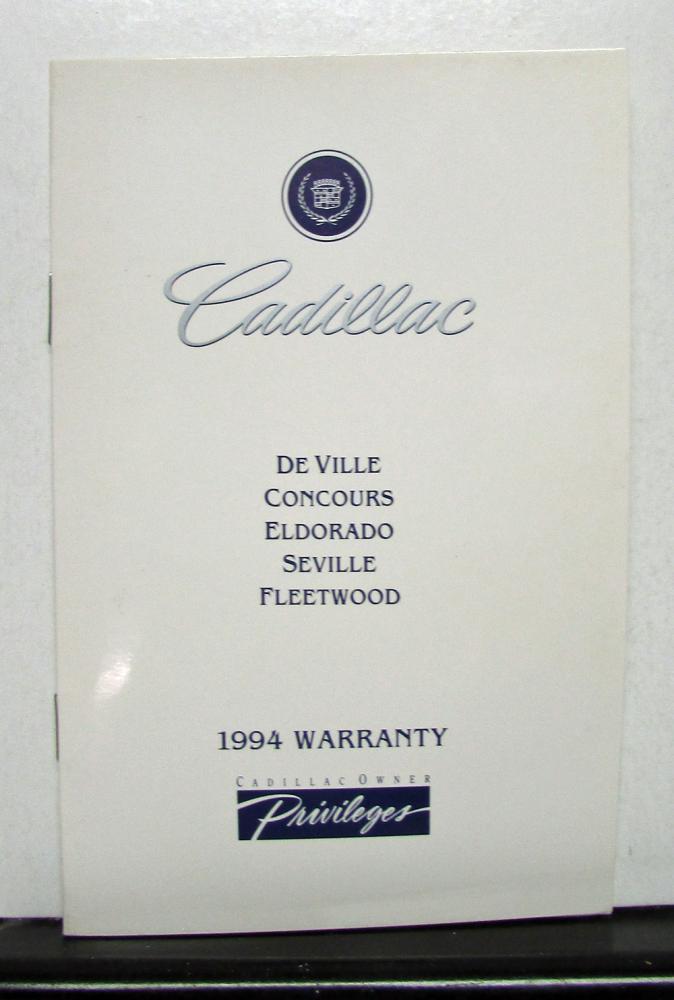 Cadillac
DE VILLE
CONCOURS
ELDORADO
SEVILLE
FLEETWOOD
1994 WARRANTY
CADILLAC OWNER
Privileges